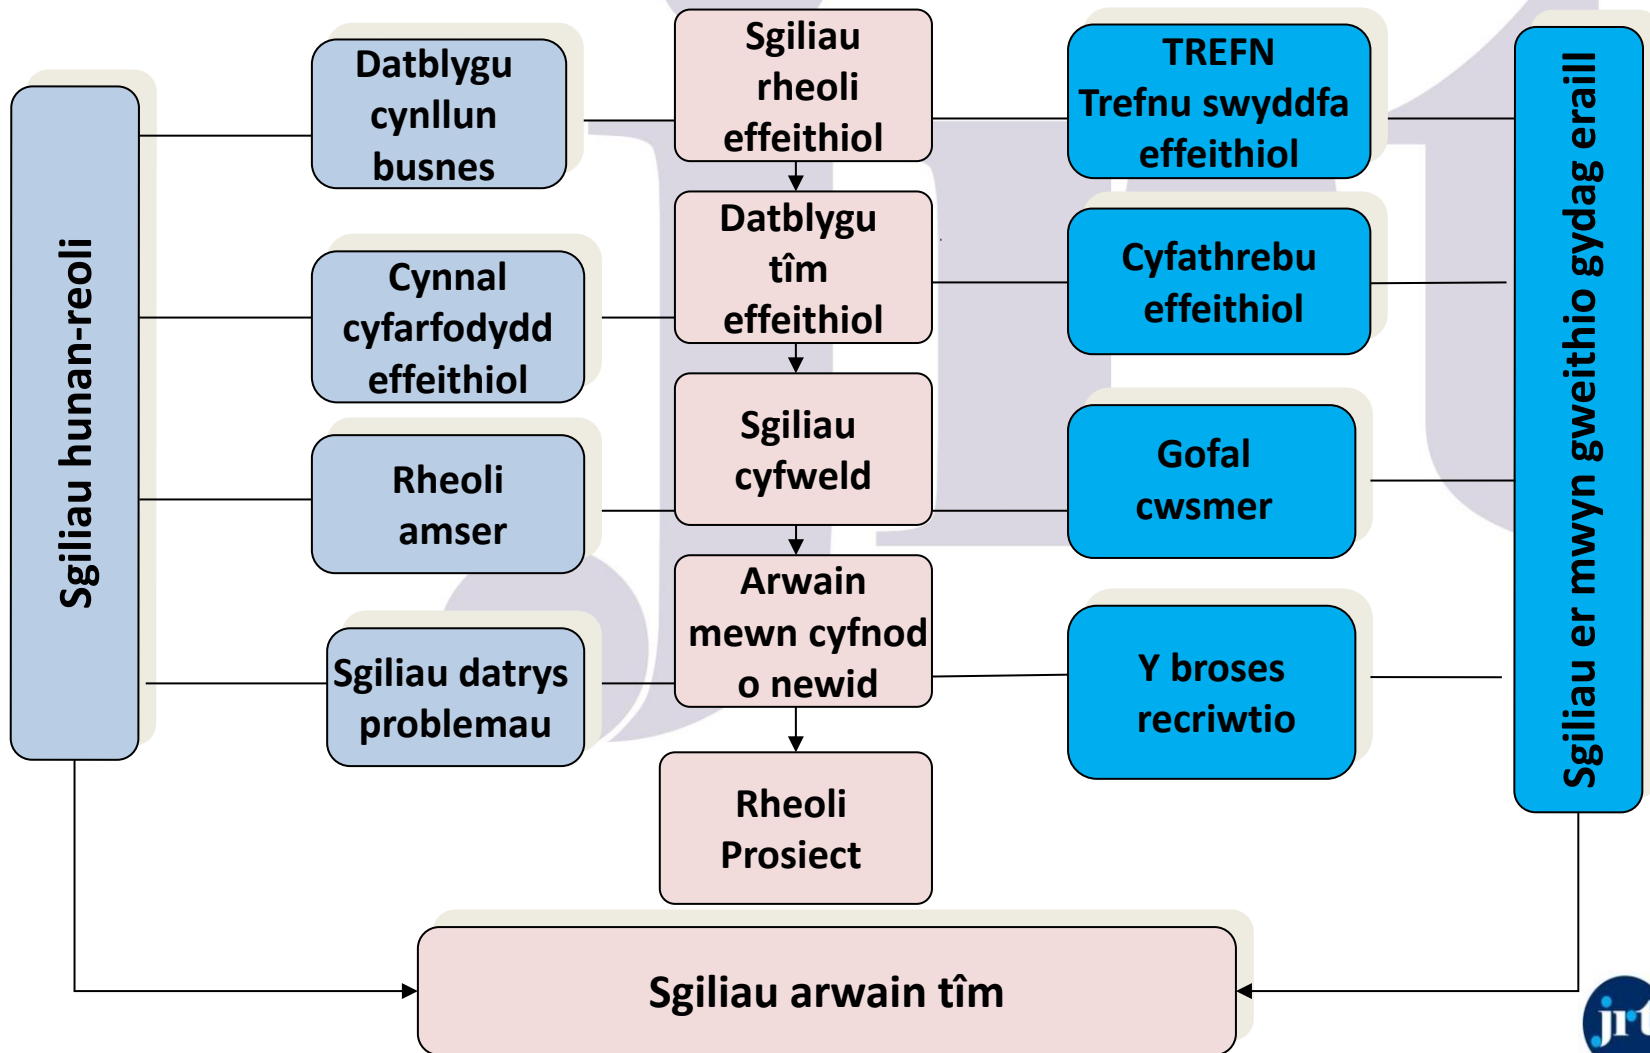 Sgiliau hunan-reoli
Datblygu
cynllun
busnes
Cynnal
cyfarfodydd
effeithiol
Rheoli
amser
Sgiliau datrys
problemau
Sgiliau
rheoli
effeithiol
Datblygu
tîm
effeithiol
Sgiliau
cyfweld
Arwain
mewn cyfnod
o newid
Rheoli
Prosiect
TREFN
Trefnu swyddfa
effeithiol
Cyfathrebu
effeithiol
Gofal
cwsmer
Y broses
recriwtio
Sgiliau er mwyn gweithio gydag eraill
Sgiliau arwain tîm
jrt